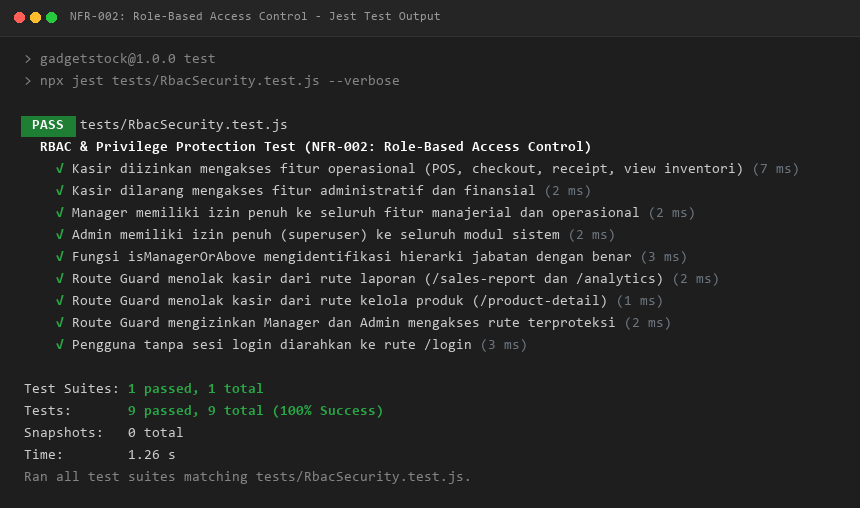 NFR-002: Role-Based Access Control - Jest Test Output
> gadgetstock@1.0.0 test
> npx jest tests/RbacSecurity.test.js --verbose
PASS tests/RbacSecurity.test.js
RBAC & Privilege Protection Test (NFR-002: Role-Based Access Control)
√ Kasir diizinkan mengakses fitur operasional (POS, checkout, receipt, view inventori) (7 ms)
√ Kasir dilarang mengakses fitur administratif dan finansial (2 ms)
√ Manager memiliki izin penuh ke seluruh fitur manajerial dan operasional (2 ms)
√ Admin memiliki izin penuh (superuser) ke seluruh modul sistem (2 ms)
√ Fungsi isManagerOrAbove mengidentifikasi hierarki jabatan dengan benar (3 ms)
√ Route Guard menolak kasir dari rute laporan (/sales-report dan /analytics) (2 ms)
√ Route Guard menolak kasir dari rute kelola produk (/product-detail) (1 ms)
√ Route Guard mengizinkan Manager dan Admin mengakses rute terproteksi (2 ms)
√ Pengguna tanpa sesi login diarahkan ke rute /login (3 ms)
Test Suites: 1 passed, 1 total
Tests: 9 passed, 9 total (100% Success)
Snapshots: 0 total
Time: 1.26 s
Ran all test suites matching tests/RbacSecurity.test.js.